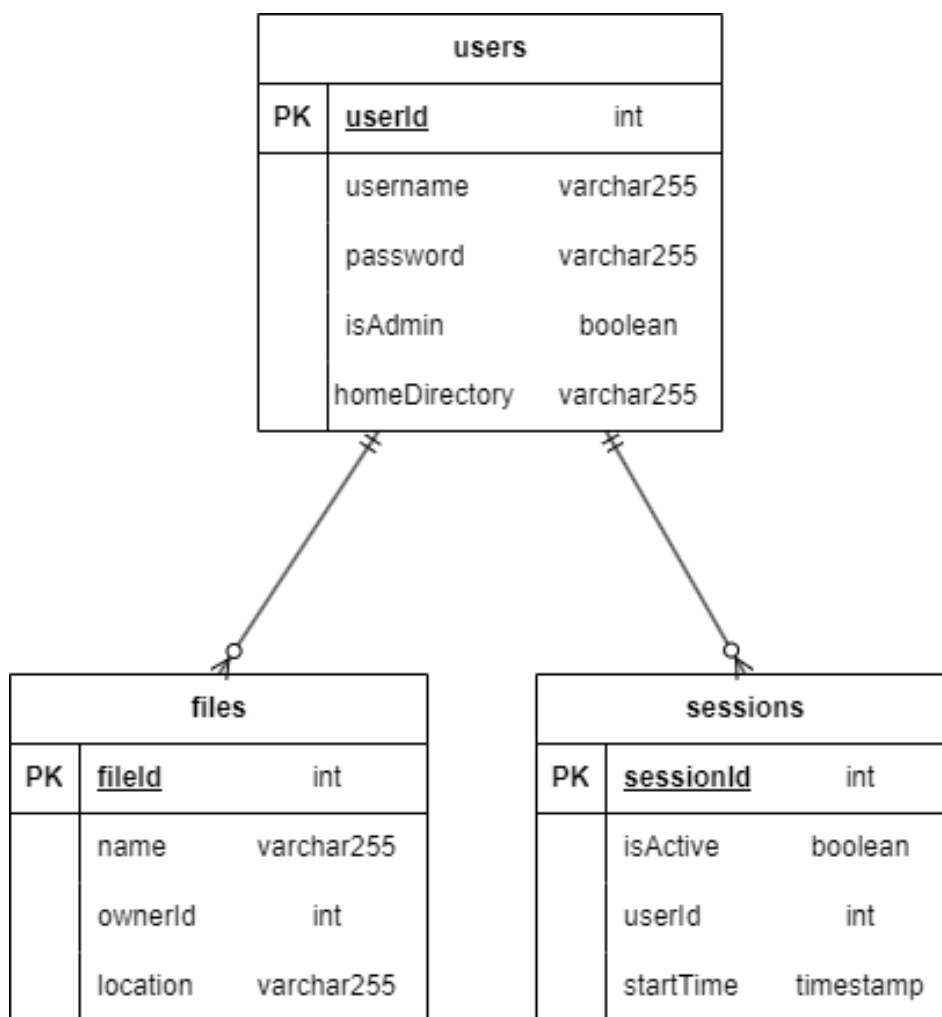 users
PK userId int
username varchar255
password varchar255
isAdmin boolean
homeDirectory varchar255
files
PK fileId int
name varchar255
ownerId int
location varchar255
sessions
PK sessionId int
isActive boolean
userId int
startTime timestamp